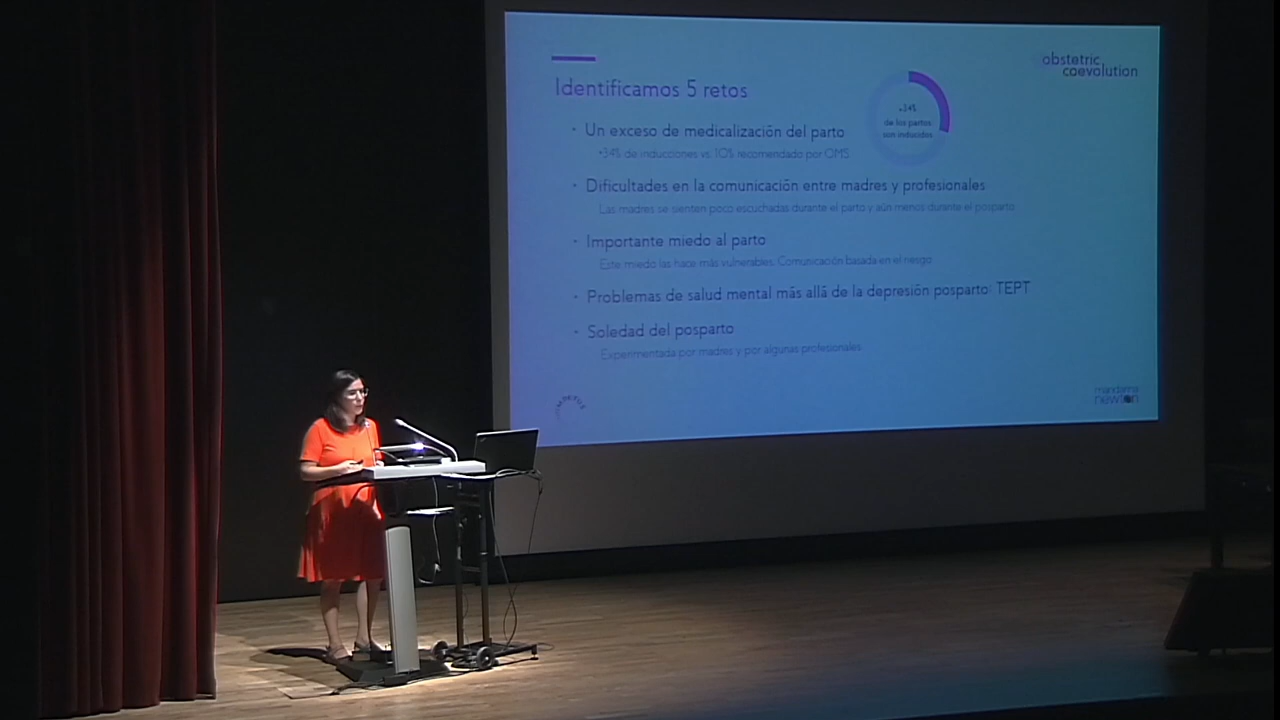 obstetric
coevolution
Identificamos 5 retos
+34%
de los partos
son inducidos
• Un exceso de medicalización del parto
+34% de inducciones vs. 10% recomendado por OMS
• Dificultades en la comunicación entre madres y profesionales
Las madres se sienten poco escuchadas durante el parto y aún menos durante el posparto
• Importante miedo al parto
Este miedo las hace más vulnerables. Comunicación basada en el riesgo
• Problemas de salud mental más allá de la depresión posparto: TEPT
• Soledad del posparto
Experimentada por madres y por algunas profesionales
newton